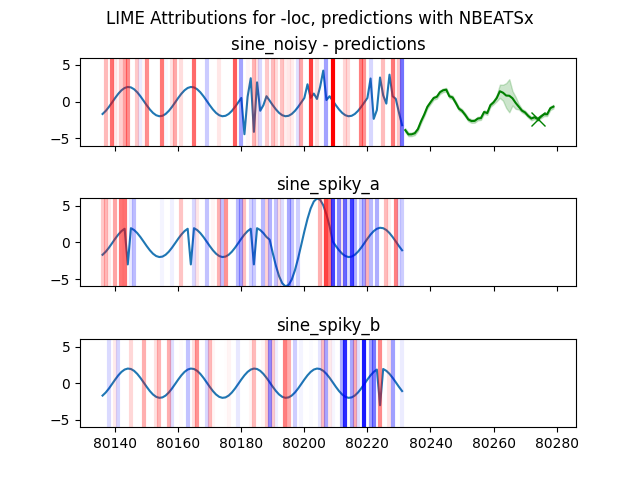 LIME Attributions for -loc, predictions with NBEATSx
sine_noisy - predictions
5
0
−5
sine_spiky_a
5
0
−5
sine_spiky_b
5
0
−5
80140 80160 80180 80200 80220 80240 80260 80280